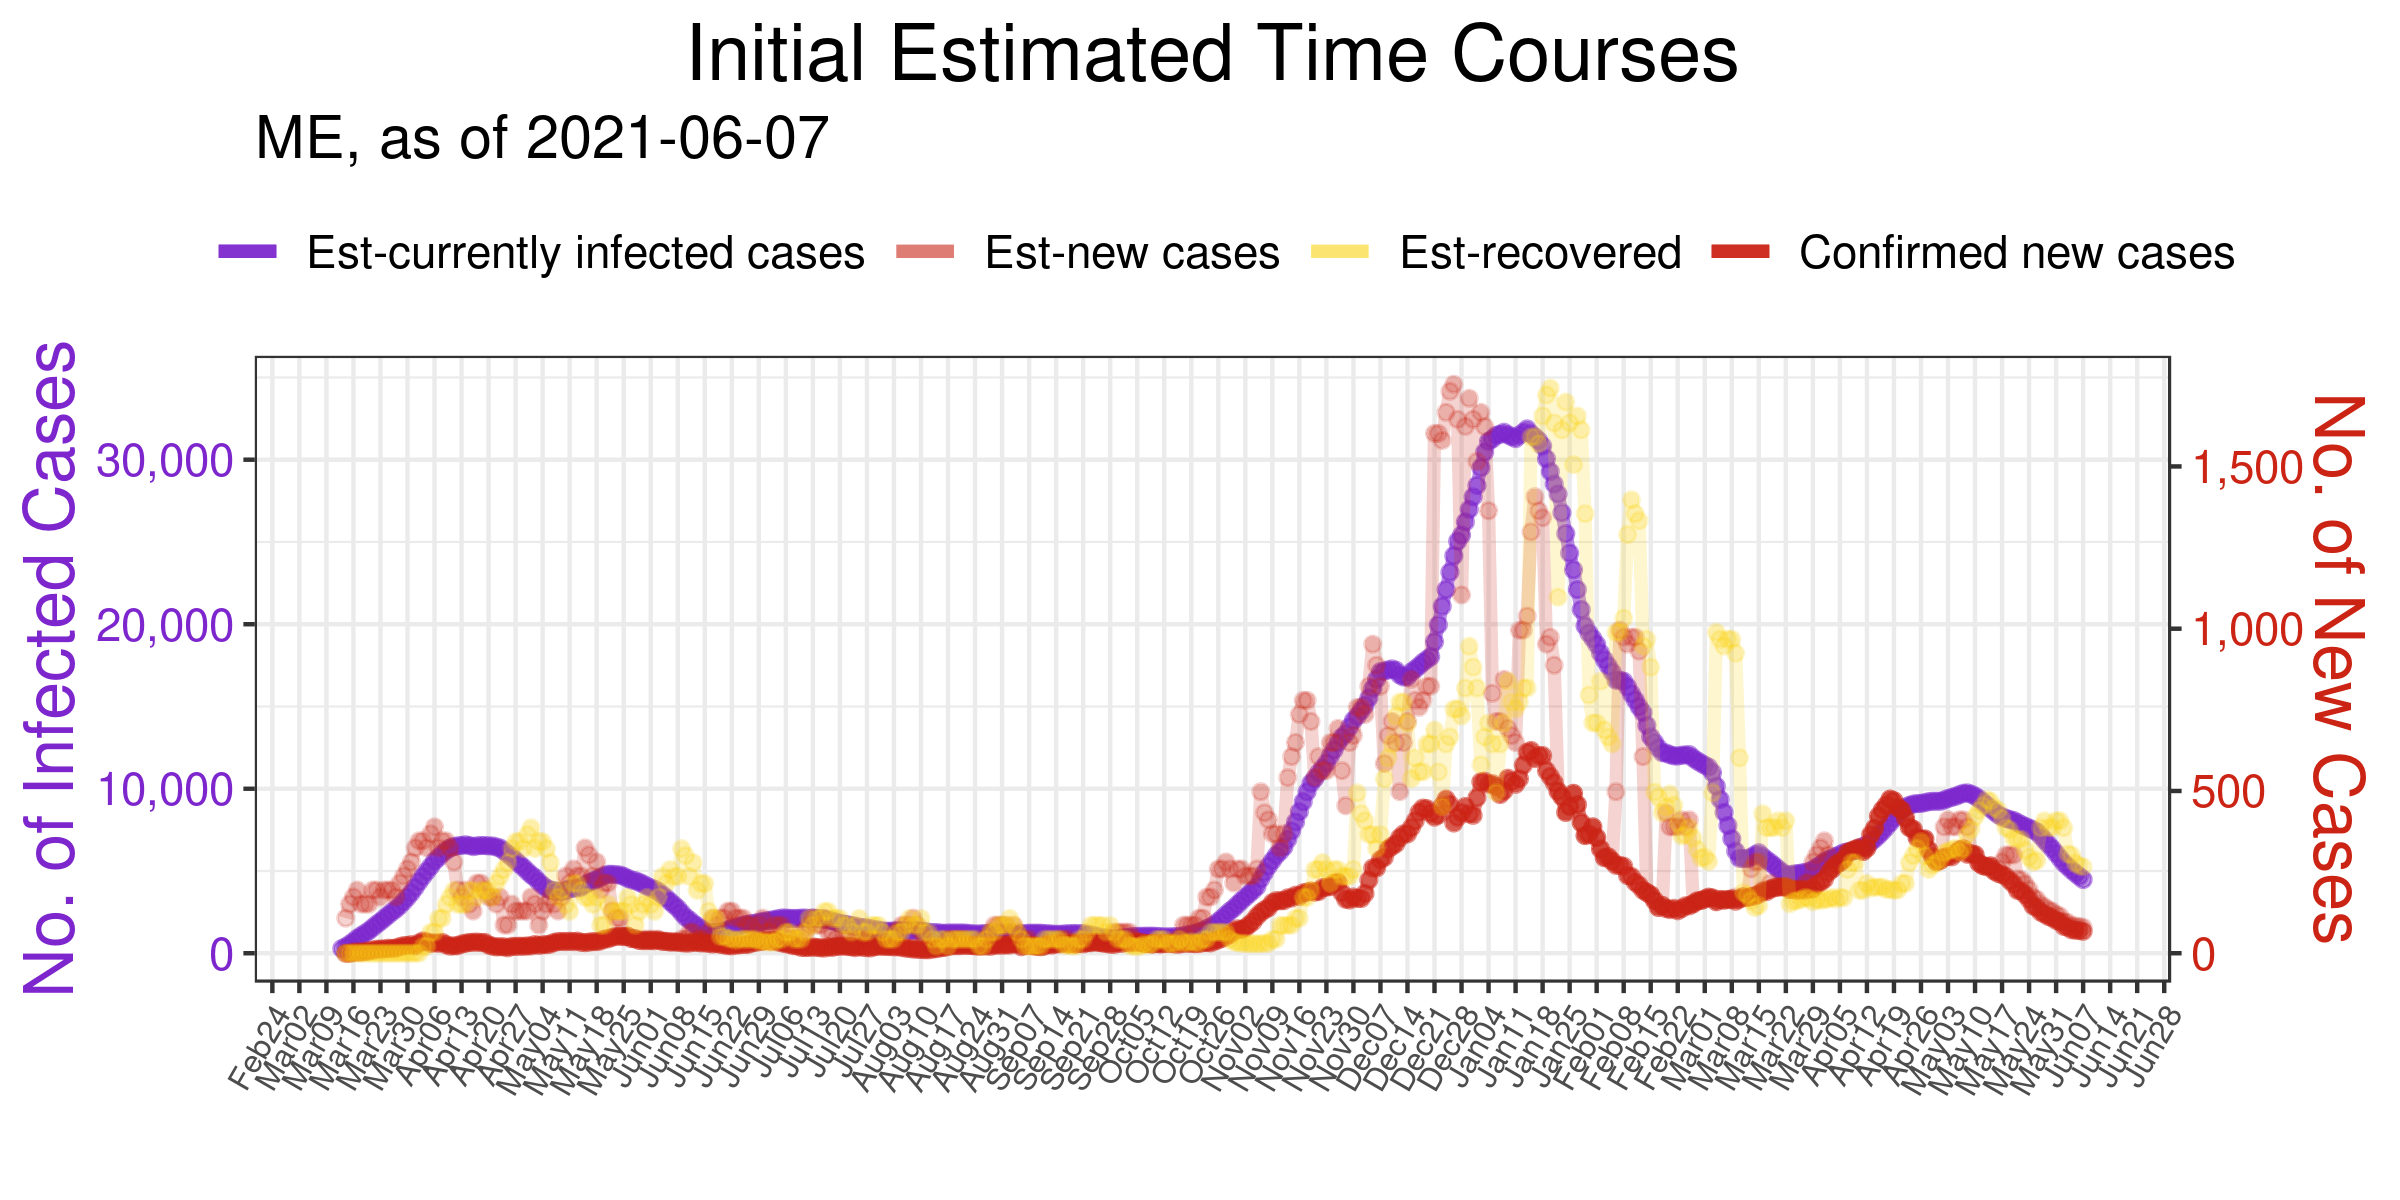 Initial Estimated Time Courses
ME, as of 2021-06-07
Est-currently infected cases
Est-new cases
Est-recovered
Confirmed new cases
No. of Infected Cases
30,000
20,000
10,000
0
1,500
1,000
500
0
No. of New Cases
Feb24
Mar02
Mar09
Mar16
Mar23
Mar30
Apr06
Apr13
Apr20
Apr27
May04
May11
May18
May25
Jun01
Jun08
Jun15
Jun22
Jun29
Jul06
Jul13
Jul20
Jul27
Aug03
Aug10
Aug17
Aug24
Aug31
Sep07
Sep14
Sep21
Sep28
Oct05
Oct12
Oct19
Oct26
Nov02
Nov09
Nov16
Nov23
Nov30
Dec07
Dec14
Dec21
Dec28
Jan04
Jan11
Jan18
Jan25
Feb01
Feb08
Feb15
Feb22
Mar01
Mar08
Mar15
Mar22
Mar29
Apr05
Apr12
Apr19
Apr26
May03
May10
May17
May24
May31
Jun07
Jun14
Jun21
Jun28